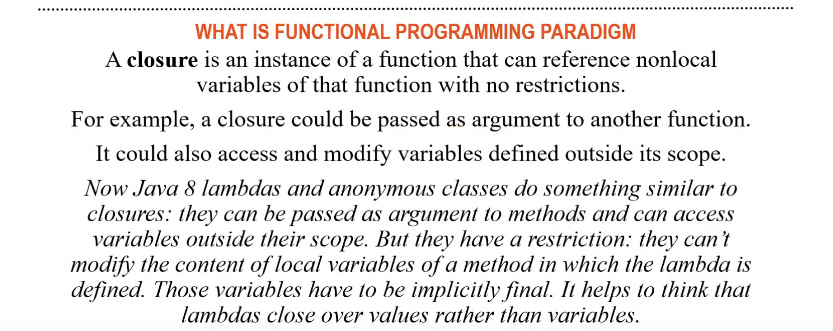 WHAT IS FUNCTIONAL PROGRAMMING PARADIGM
A closure is an instance of a function that can reference nonlocal
variables of that function with no restrictions.
For example, a closure could be passed as argument to another function.
It could also access and modify variables defined outside its scope.
Now Java 8 lambdas and anonymous classes do something similar to
closures: they can be passed as argument to methods and can access
variables outside their scope. But they have a restriction: they can't
modify the content of local variables of a method in which the lambda is
defined. Those variables have to be implicitly final. It helps to think that
lambdas close over values rather than variables.